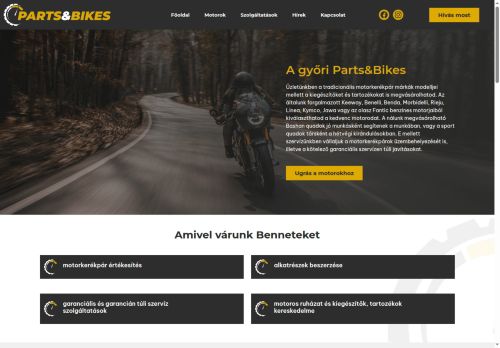 PARTS&BIKES
Főoldal
Motorok
Szolgáltatások
Hírek
Kapcsolat
Hívás most
A győri Parts&Bikes
Üzletünkben a tradicionális motorkerékpár márkák modelljei
mellett a kiegészítőket és tartozékokat is megvásárolhatod. Az
általunk forgalmazott Keeway, Benelli, Benda, Morbidelli, Rieju,
Linea, Kymco, Jawa vagy az olasz Fantic benzines motorjaiból
kiválaszthatod a kedvenc motorodat. A nálunk megvásárolható
Bashan quadok jó munkásként segítenek a munkában, vagy a sport
quadok társként a hétvégi kirándulásokban. E mellett
szervizünkben vállaljuk a motorkerékpárok üzembehelyezését is,
illetve a kötelező garanciális szervizen túli javításokat.
Ugrás a motorokhoz
Amivel várunk Benneteket
motorkerékpár értékesítés
alkatrészek beszerzése
garanciális és garancián túli szerviz
szolgáltatások
motoros ruházat és kiegészítők, tartozékok
kereskedelme